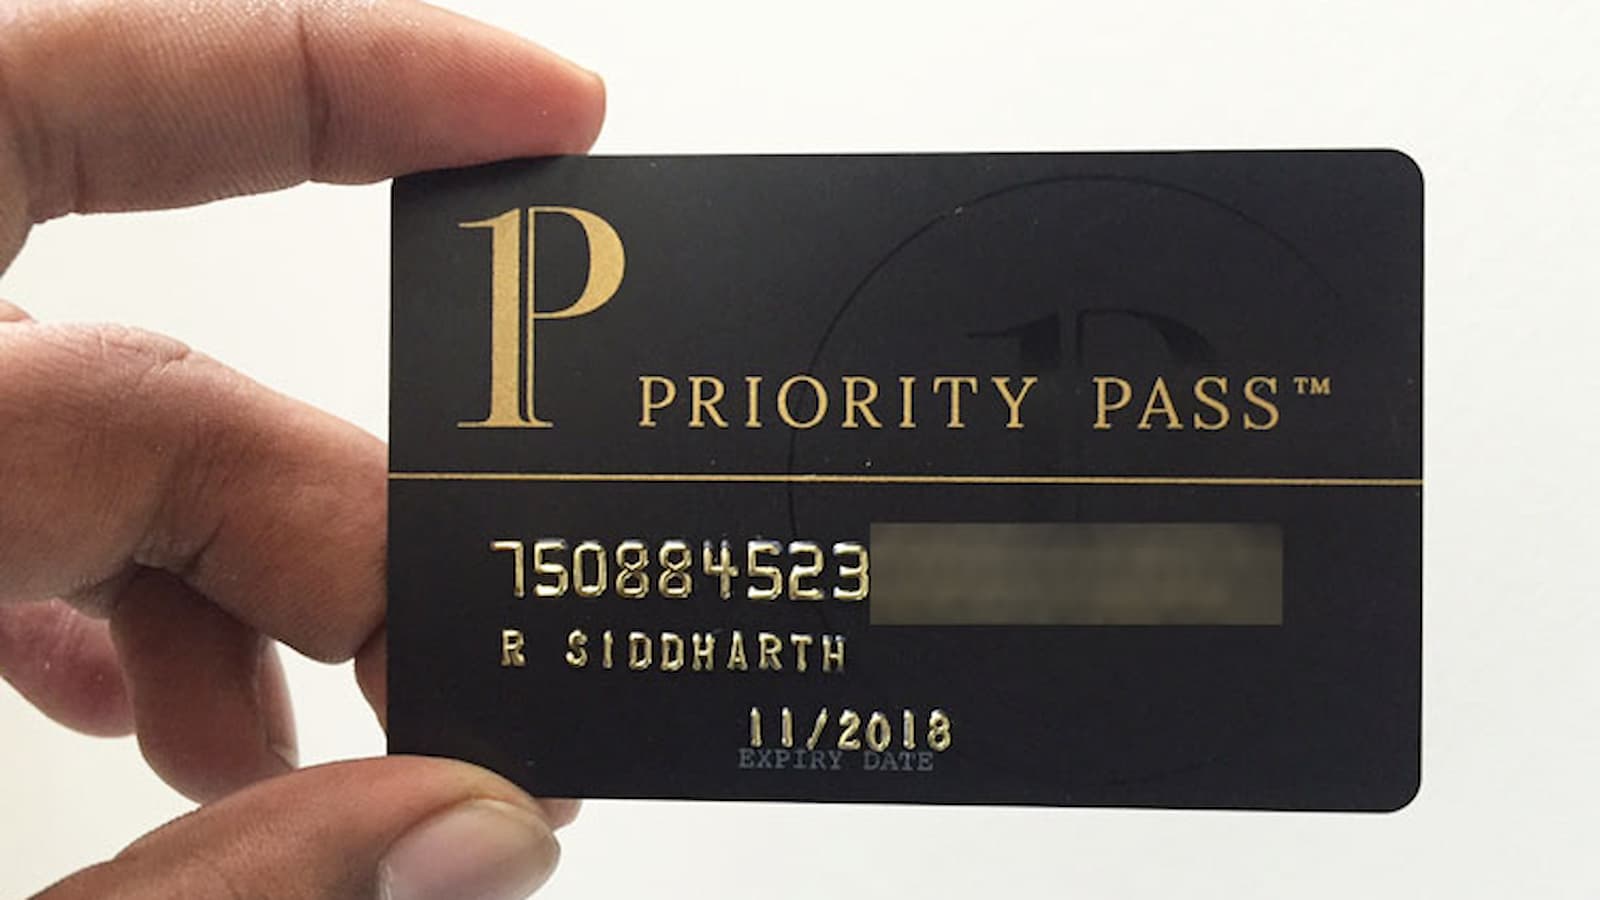 P
PRIORITY PASS™
750884523
R SIDDHARTH
11/2018
EXPIRY DATE